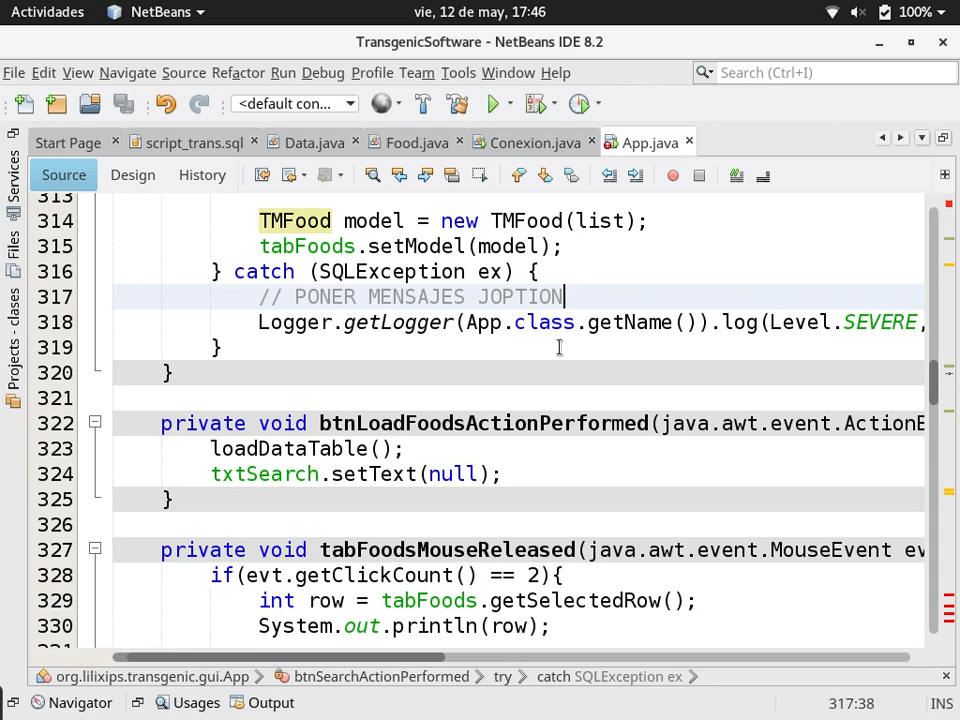 Actividades NetBeans vie, 12 de may, 17:46 100%
TransgenicSoftware - NetBeans IDE 8.2
File Edit View Navigate Source Refactor Run Debug Profile Team Tools Window Help Search (Ctrl+I)
<default con...
Start Page script_trans.sql Data.java Food.java Conexion.java App.java
Source Design History
Services
Files
Projets - clases
313
314 TMFood model = new TMFood(list);
315 tabFoods.setModel(model);
316 } catch (SQLException ex) {
317 // PONER MENSAJES JOPTION
318 Logger.getLogger(App.class.getName()).log(Level.SEVERE,
319 }
320 }
321
322 private void btnLoadFoodsActionPerformed(java.awt.event.ActionE
323 loadDataTable();
324 txtSearch.setText(null);
325 }
326
327 private void tabFoodsMouseReleased(java.awt.event.MouseEvent ev
328 if(evt.getClickCount() == 2){
329 int row = tabFoods.getSelectedRow();
330 System.out.println(row);
org.lilixips.transgenic.gui.App btnSearchActionPerformed try catch SQLException ex
Navigator Usages Output 317:38 INS